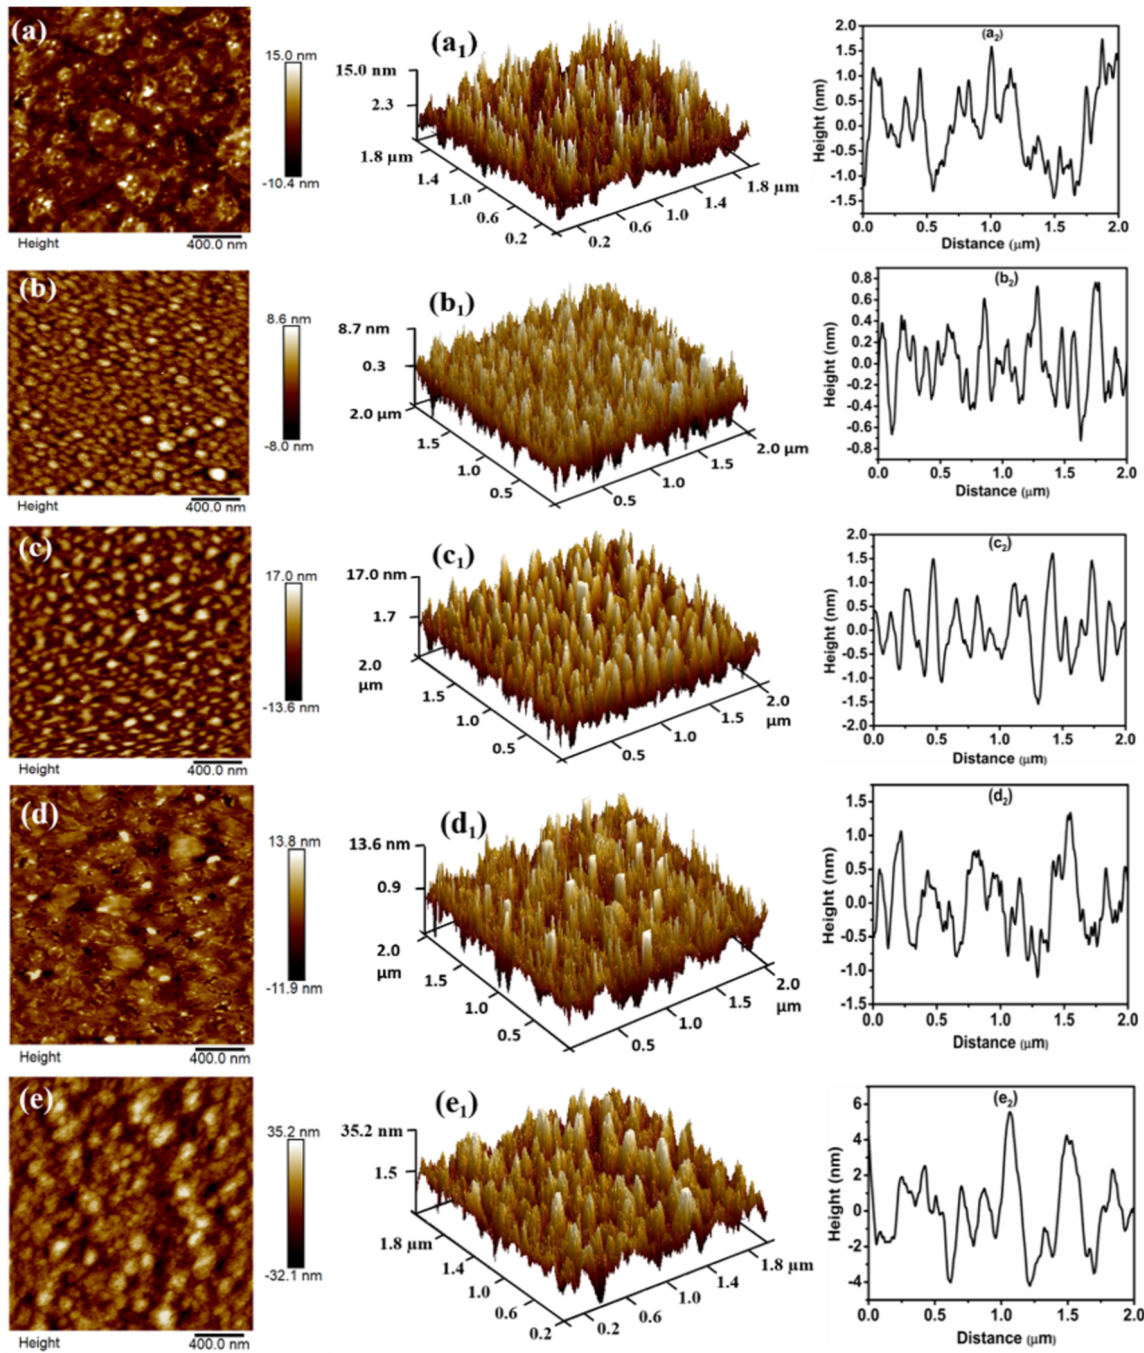 (a)
15.0 nm
-10.4 nm
Height
400.0 nm
(a1)
15.0 nm
2.3
1.8 µm
1.4
1.0
0.6
0.2
0.2
0.6
1.0
1.4
1.8 µm
(a2)
Height (nm)
2.0
1.5
1.0
0.5
0.0
-0.5
-1.0
-1.5
0.0
0.5
1.0
1.5
2.0
Distance (µm)
(b)
8.6 nm
-8.0 nm
Height
400.0 nm
(b1)
8.7 nm
0.3
2.0 µm
1.5
1.0
0.5
0.5
1.0
1.5
2.0 µm
(b2)
Height (nm)
0.8
0.6
0.4
0.2
-0.0
-0.2
-0.4
-0.6
-0.8
0.0
0.5
1.0
1.5
2.0
Distance (µm)
(c)
17.0 nm
-13.6 nm
Height
400.0 nm
(c1)
17.0 nm
1.7
2.0
µm
1.5
1.0
0.5
0.5
1.0
1.5
2.0
µm
(c2)
Height (nm)
2.0
1.5
1.0
0.5
0.0
-0.5
-1.0
-1.5
-2.0
0.0
0.5
1.0
1.5
2.0
Distance (µm)
(d)
13.8 nm
-11.9 nm
Height
400.0 nm
(d1)
13.6 nm
0.9
2.0
µm
1.5
1.0
0.5
0.5
1.0
1.5
2.0
µm
(d2)
Height (nm)
1.5
1.0
0.5
0.0
-0.5
-1.0
-1.5
0.0
0.5
1.0
1.5
2.0
Distance (µm)
(e)
35.2 nm
-32.1 nm
Height
400.0 nm
(e1)
35.2 nm
1.5
1.8 µm
1.4
1.0
0.6
0.2
0.2
0.6
1.0
1.4
1.8 µm
(e2)
Height (nm)
6
4
2
0
-2
-4
0.0
0.5
1.0
1.5
2.0
Distance (µm)